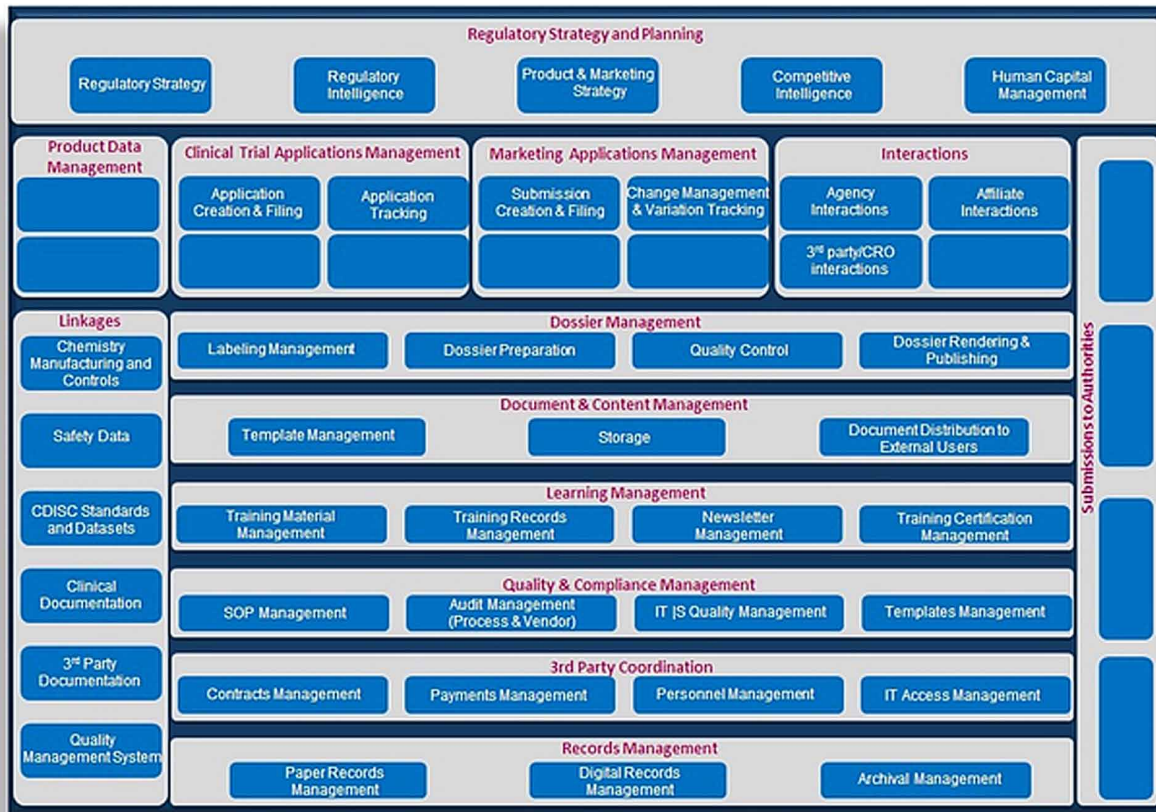 Regulatory Strategy and Planning
Regulatory Strategy
Regulatory
Intelligence
Product & Marketing
Strategy
Competitive
Intelligence
Human Capital
Management
Product Data
Management
Clinical Trial Applications Management
Application
Creation & Filing
Application
Tracking
Marketing Applications Management
Submission
Creation & Filing
Change Management
& Variation Tracking
Interactions
Agency
Interactions
Affiliate
Interactions
3rd party/CRO
interactions
Submissions to Authorities
Linkages
Chemistry
Manufacturing and
Controls
Safety Data
CDISC Standards
and Datasets
Clinical
Documentation
3rd Party
Documentation
Quality
Management System
Dossier Management
Labeling Management
Dossier Preparation
Quality Control
Dossier Rendering &
Publishing
Document & Content Management
Template Management
Storage
Document Distribution to
External Users
Learning Management
Training Material
Management
Training Records
Management
Newsletter
Management
Training Certification
Management
Quality & Compliance Management
SOP Management
Audit Management
(Process & Vendor)
IT |S Quality Management
Templates Management
3rd Party Coordination
Contracts Management
Payments Management
Personnel Management
IT Access Management
Records Management
Paper Records
Management
Digital Records
Management
Archival Management